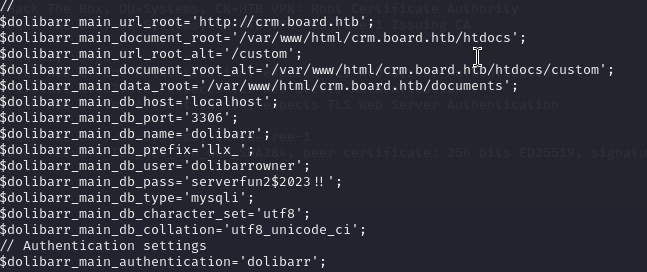 //
$dolibarr_main_url_root='http://crm.board.htb';
$dolibarr_main_document_root='/var/www/html/crm.board.htb/htdocs';
$dolibarr_main_url_root_alt='/custom';
$dolibarr_main_document_root_alt='/var/www/html/crm.board.htb/htdocs/custom';
$dolibarr_main_data_root='/var/www/html/crm.board.htb/documents';
$dolibarr_main_db_host='localhost';
$dolibarr_main_db_port='3306';
$dolibarr_main_db_name='dolibarr';
$dolibarr_main_db_prefix='llx_';
$dolibarr_main_db_user='dolibarrowner';
$dolibarr_main_db_pass='serverfun2$2023!!';
$dolibarr_main_db_type='mysqli';
$dolibarr_main_db_character_set='utf8';
$dolibarr_main_db_collation='utf8_unicode_ci';
// Authentication settings
$dolibarr_main_authentication='dolibarr';